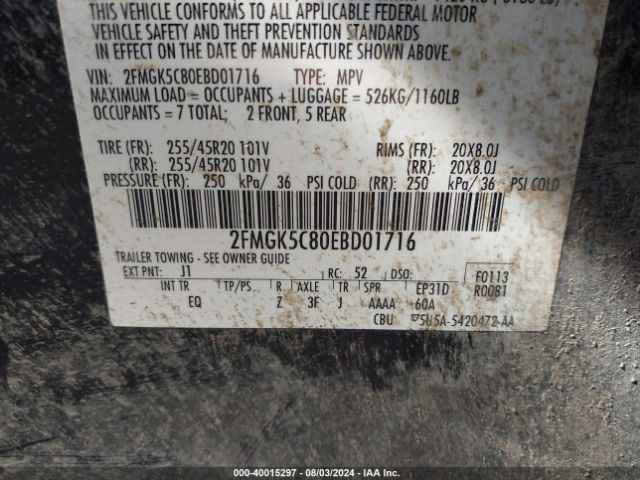 THIS VEHICLE CONFORMS TO ALL APPLICABLE FEDERAL MOTOR
VEHICLE SAFETY AND THEFT PREVENTION STANDARDS
IN EFFECT ON THE DATE OF MANUFACTURE SHOWN ABOVE.
VIN: 2FMGK5C80EBD01716 TYPE: MPV
MAXIMUM LOAD = OCCUPANTS + LUGGAGE = 526KG/1160LB
OCCUPANTS = 7 TOTAL; 2 FRONT, 5 REAR
TIRE (FR): 255/45R20 101V RIMS (FR): 20X8.0J
(RR): 255/45R20 101V (RR): 20X8.0J
PRESSURE (FR): 250 kPa/ 36 PSI COLD (RR): 250 kPa/ 36 PSI COLD
2FMGK5C80EBD01716
TRAILER TOWING - SEE OWNER GUIDE
EXT PNT: J1 RC: 52 DSO: F0113
INT TR TP/PS R AXLE TR SPR EP31D R0081
EQ Z 3F J AAAA 60A
CBU 5U5A-5420472-AA
000-40015297 - 08/03/2024 - IAA Inc.